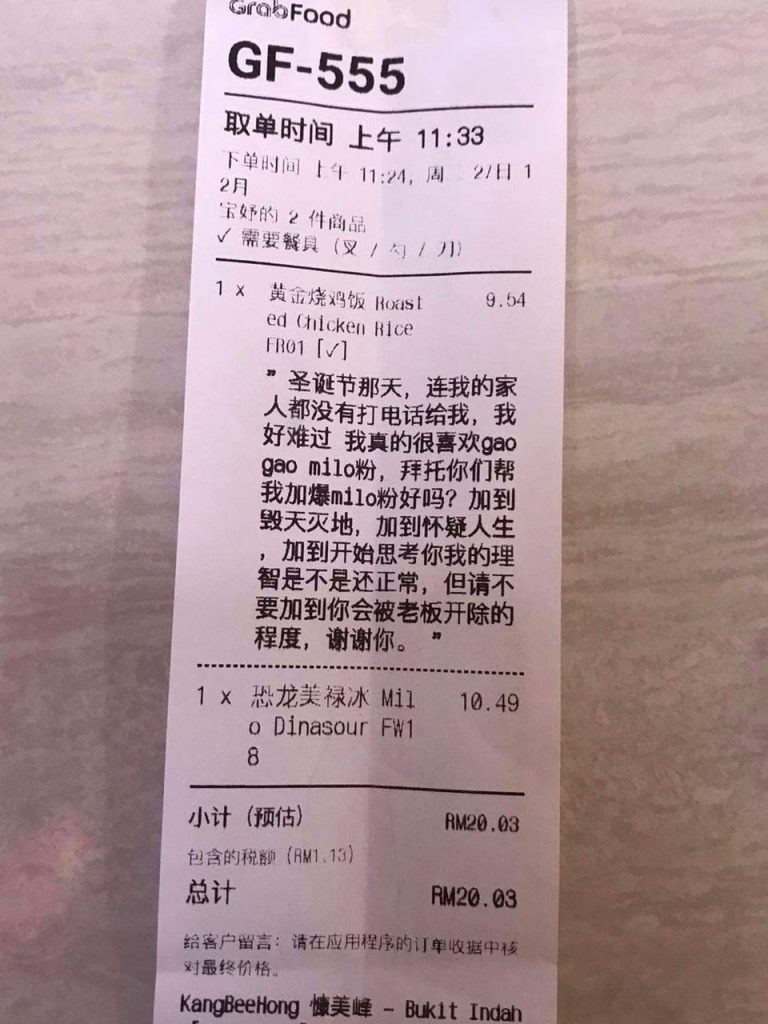 GrabFood
GF-555
取单时间 上午 11:33
下单时间 上午 11:24, 周二 27日 1
2月
宝妤的 2 件商品
✓ 需要餐具 (叉 / 勺 / 刀)
1 x 黄金烧鸡饭 Roast 9.54
ed Chicken Rice
FR01 [✓]
" 圣诞节那天，连我的家
人都没有打电话给我，我
好难过 我真的很喜欢gao
gao milo粉，拜托你们帮
我加爆milo粉好吗？加到
毁天灭地，加到怀疑人生
，加到开始思考你我的理
智是不是还正常，但请不
要加到你会被老板开除的
程度，谢谢你。 "
1 x 恐龙美禄冰 Mil 10.49
o Dinasour FW1
8
小计 (预估) RM20.03
包含的税额 (RM1.13)
总计 RM20.03
给客户留言: 请在应用程序的订单收据中核
对最终价格。
KangBeeHong 慷美峰 - Bukit Indah